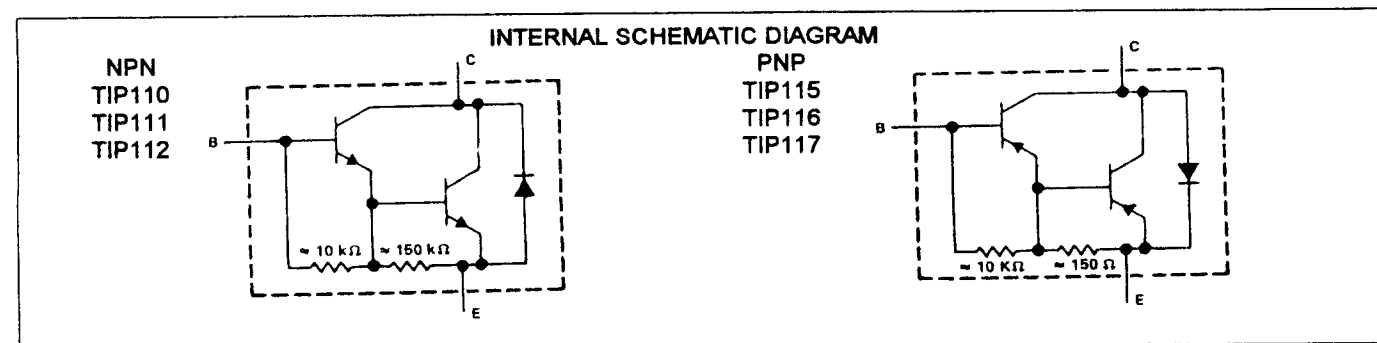 INTERNAL SCHEMATIC DIAGRAM
NPN
TIP110
TIP111
TIP112
C
B
≈ 10 kΩ ≈ 150 kΩ
E
PNP
TIP115
TIP116
TIP117
C
B
≈ 10 KΩ ≈ 150 Ω
E